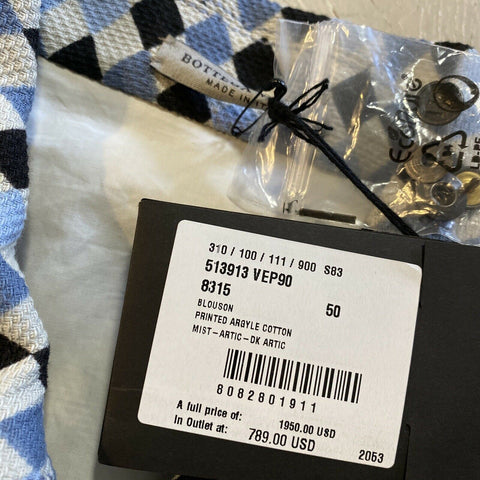 BOTTEGA
MADE IN
310 / 100 / 111 / 900 S83
513913 VEP90
8315 50
BLOUSON
PRINTED ARGYLE COTTON
MIST-ARTIC-DK ARTIC
8082801911
A full price of: 1950.00 USD
In Outlet at: 789.00 USD
2053